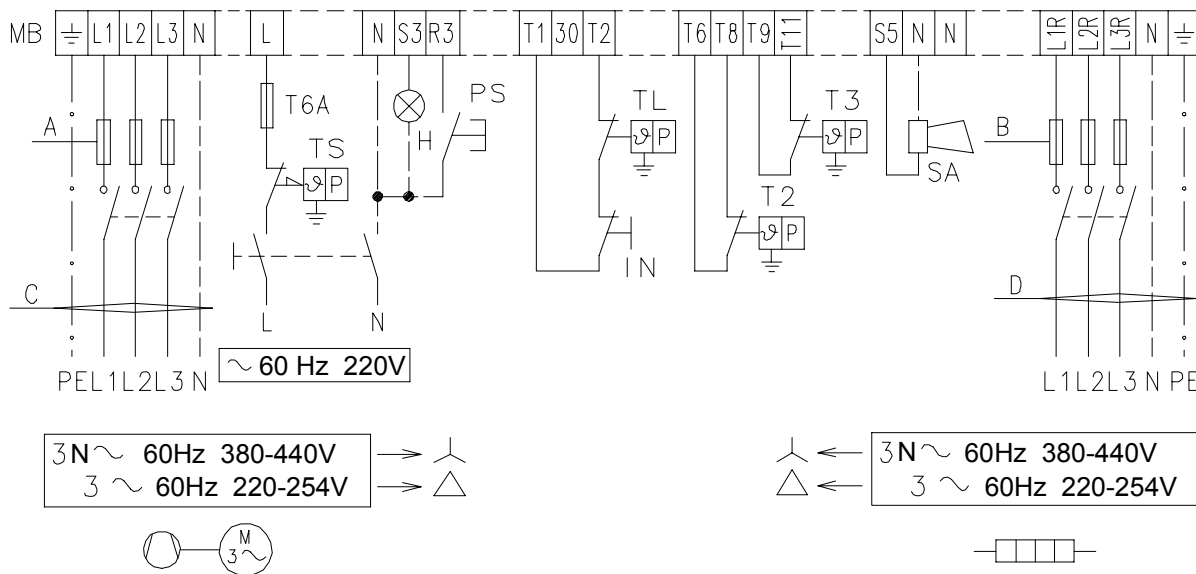 MB L1 L2 L3 N L N S3 R3 T1 30 T2 T6 T8 T9 T11 S5 N N L1R L2R L3R N
A T6A TS ϑ P H PS TL ϑ P T3 ϑ P SA B
T2 ϑ P
IN
C L N D
~ 60 Hz 220V
PE L1 L2 L3 N L1 L2 L3 N PE
3N ~ 60Hz 380-440V
3 ~ 60Hz 220-254V
3N ~ 60Hz 380-440V
3 ~ 60Hz 220-254V
M
3 ~